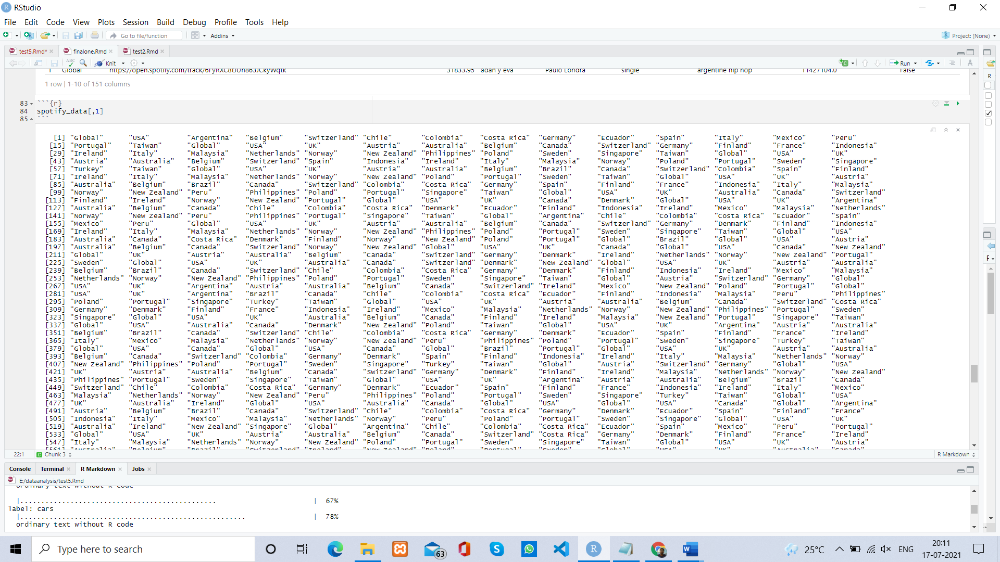 RStudio
File Edit Code View Plots Session Build Debug Profile Tools Help
Go to file/function Addins Project: (None)
test5.Rmd* finalone.Rmd test2.Rmd
ABC Knit Run
1 Global https://open.spotify.com/track/6FyRXC8tJUh863JCkyWqtk 31833.95 adan y eva Paulo Londra single argentine hip hop 11427104.0 False
1 row | 1-10 of 151 columns
83 ```{r}
84 spotify_data[,1]
85 ```
[1] "Global" "USA" "Argentina" "Belgium" "Switzerland" "Chile" "Colombia" "Costa Rica" "Germany" "Ecuador" "Spain" "Italy" "Mexico" "Peru"
[15] "Portugal" "Taiwan" "Global" "USA" "UK" "Austria" "Australia" "Belgium" "Canada" "Switzerland" "Germany" "Finland" "France" "Indonesia"
[29] "Ireland" "Italy" "Malaysia" "Netherlands" "Norway" "New Zealand" "Philippines" "Poland" "Sweden" "Singapore" "Taiwan" "Global" "USA" "UK"
[43] "Austria" "Australia" "Belgium" "Switzerland" "Spain" "Indonesia" "Ireland" "Italy" "Malaysia" "Norway" "Poland" "Portugal" "Sweden" "Singapore"
[57] "Turkey" "Taiwan" "Global" "USA" "UK" "Austria" "Australia" "Belgium" "Brazil" "Canada" "Switzerland" "Colombia" "Spain" "Finland"
[71] "Ireland" "Italy" "Malaysia" "Netherlands" "Norway" "New Zealand" "Poland" "Portugal" "Sweden" "Taiwan" "Global" "USA" "UK" "Austria"
[85] "Australia" "Belgium" "Brazil" "Canada" "Switzerland" "Colombia" "Costa Rica" "Germany" "Spain" "Finland" "France" "Indonesia" "Italy" "Malaysia"
[99] "Norway" "New Zealand" "Peru" "Philippines" "Poland" "Portugal" "Singapore" "Taiwan" "Global" "USA" "UK" "Australia" "Canada" "Switzerland"
[113] "Finland" "Ireland" "Norway" "New Zealand" "Portugal" "Global" "USA" "UK" "Canada" "Denmark" "Global" "USA" "UK" "Argentina"
[127] "Australia" "Belgium" "Canada" "Chile" "Colombia" "Costa Rica" "Denmark" "Ecuador" "Finland" "Indonesia" "Ireland" "Mexico" "Malaysia" "Netherlands"
[141] "Norway" "New Zealand" "Peru" "Philippines" "Portugal" "Singapore" "Taiwan" "Global" "Argentina" "Chile" "Colombia" "Costa Rica" "Ecuador" "Spain"
[155] "Mexico" "Peru" "Global" "USA" "UK" "Austria" "Australia" "Belgium" "Canada" "Switzerland" "Germany" "Denmark" "Finland" "Indonesia"
[169] "Ireland" "Italy" "Malaysia" "Netherlands" "Norway" "New Zealand" "Philippines" "Poland" "Portugal" "Sweden" "Singapore" "Taiwan" "Global" "USA"
[183] "Australia" "Canada" "Costa Rica" "Denmark" "Finland" "Norway" "New Zealand" "Poland" "Portugal" "Global" "Brazil" "Global" "USA" "Austria"
[197] "Australia" "Belgium" "Canada" "Switzerland" "Norway" "New Zealand" "Global" "USA" "UK" "Canada" "Global" "USA" "Canada" "New Zealand"
[211] "Global" "UK" "Austria" "Australia" "Belgium" "Canada" "Switzerland" "Germany" "Denmark" "Ireland" "Netherlands" "Norway" "New Zealand" "Portugal"
[225] "Sweden" "Global" "USA" "UK" "Australia" "Canada" "Switzerland" "Denmark" "New Zealand" "Global" "USA" "UK" "Austria" "Australia"
[239] "Belgium" "Brazil" "Canada" "Switzerland" "Chile" "Colombia" "Costa Rica" "Germany" "Denmark" "Finland" "Indonesia" "Ireland" "Mexico" "Malaysia"
[253] "Netherlands" "Norway" "New Zealand" "Philippines" "Poland" "Portugal" "Sweden" "Singapore" "Taiwan" "Global" "Austria" "Switzerland" "Germany" "Global"
[267] "USA" "UK" "Argentina" "Austria" "Australia" "Belgium" "Canada" "Switzerland" "Ireland" "Mexico" "New Zealand" "Poland" "Portugal" "Global"
[281] "USA" "UK" "Argentina" "Brazil" "Canada" "Chile" "Colombia" "Costa Rica" "Ecuador" "Finland" "Indonesia" "Malaysia" "Peru" "Philippines"
[295] "Poland" "Portugal" "Singapore" "Turkey" "Taiwan" "Global" "USA" "UK" "Austria" "Australia" "Belgium" "Canada" "Switzerland" "Costa Rica"
[309] "Germany" "Denmark" "Finland" "France" "Indonesia" "Ireland" "Mexico" "Malaysia" "Netherlands" "Norway" "New Zealand" "Philippines" "Portugal" "Sweden"
[323] "Singapore" "Global" "USA" "UK" "Australia" "Belgium" "Canada" "Finland" "Ireland" "Malaysia" "New Zealand" "Portugal" "Singapore" "Taiwan"
[337] "Global" "USA" "Australia" "Canada" "Denmark" "New Zealand" "Poland" "Taiwan" "Global" "USA" "UK" "Argentina" "Austria" "Australia"
[351] "Belgium" "Brazil" "Canada" "Switzerland" "Chile" "Colombia" "Costa Rica" "Germany" "Denmark" "Ecuador" "Spain" "Finland" "France" "Ireland"
[365] "Italy" "Mexico" "Malaysia" "Netherlands" "Norway" "New Zealand" "Peru" "Philippines" "Poland" "Portugal" "Sweden" "Singapore" "Turkey" "Taiwan"
[379] "Global" "USA" "Canada" "Global" "USA" "Canada" "Global" "Brazil" "Portugal" "Global" "USA" "UK" "Austria" "Australia"
[393] "Belgium" "Canada" "Switzerland" "Colombia" "Germany" "Denmark" "Spain" "Finland" "Indonesia" "Ireland" "Italy" "Malaysia" "Netherlands" "Norway"
[407] "New Zealand" "Philippines" "Poland" "Portugal" "Sweden" "Singapore" "Turkey" "Taiwan" "Global" "Austria" "Switzerland" "Germany" "Global" "USA"
[421] "UK" "Austria" "Australia" "Belgium" "Canada" "Switzerland" "Germany" "Denmark" "Finland" "Ireland" "Malaysia" "Netherlands" "Norway" "New Zealand"
[435] "Philippines" "Portugal" "Sweden" "Singapore" "Taiwan" "Global" "USA" "UK" "Argentina" "Austria" "Australia" "Belgium" "Brazil" "Canada"
[449] "Switzerland" "Chile" "Colombia" "Costa Rica" "Germany" "Denmark" "Ecuador" "Spain" "Finland" "France" "Indonesia" "Ireland" "Italy" "Mexico"
[463] "Malaysia" "Netherlands" "Norway" "New Zealand" "Peru" "Philippines" "Poland" "Portugal" "Sweden" "Singapore" "Turkey" "Taiwan" "Global" "USA"
[477] "UK" "Australia" "Ireland" "Global" "USA" "Australia" "Canada" "Global" "USA" "Global" "USA" "Canada" "Global" "Argentina"
[491] "Austria" "Belgium" "Brazil" "Canada" "Switzerland" "Chile" "Colombia" "Costa Rica" "Germany" "Denmark" "Ecuador" "Spain" "Finland" "France"
[505] "Indonesia" "Italy" "Mexico" "Malaysia" "Netherlands" "Norway" "Peru" "Poland" "Portugal" "Sweden" "Singapore" "Global" "USA" "UK"
[519] "Australia" "Ireland" "New Zealand" "Singapore" "Global" "Argentina" "Chile" "Colombia" "Costa Rica" "Ecuador" "Spain" "Mexico" "Peru" "Portugal"
[533] "Global" "USA" "UK" "Austria" "Australia" "Belgium" "Canada" "Switzerland" "Costa Rica" "Germany" "Denmark" "Finland" "France" "Ireland"
[547] "Italy" "Malaysia" "Netherlands" "Norway" "New Zealand" "Poland" "Portugal" "Sweden" "Singapore" "Taiwan" "Global" "USA" "UK" "Austria"
[561] "Australia" "Belgium" "Brazil" "Switzerland" "Ireland" "New Zealand" "Poland" "Portugal" "Sweden" "Global" "USA" "UK" "Australia" "Canada"
22:1 Chunk 3 R Markdown
Console Terminal R Markdown Jobs
E:/dataanalysis/test5.Rmd
ordinary text without R code
|............................................... | 67%
label: cars
|...................................................... | 78%
ordinary text without R code
Type here to search 63 25°C ENG 20:11
17-07-2021